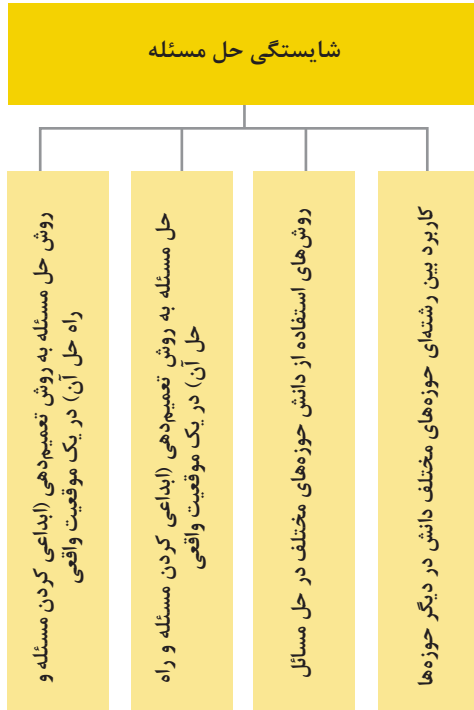 شایستگی حل مسئله
کاربرد بین رشته‌ای حوزه‌های مختلف دانش در دیگر حوزه‌ها
روش‌های استفاده از دانش حوزه‌های مختلف در حل مسائل
حل مسئله به روش تعمیم‌دهی (ابداعی کردن مسئله و راه
حل آن) در یک موقعیت واقعی
روش حل مسئله به روش تعمیم‌دهی (ابداعی کردن مسئله و
راه حل آن) در یک موقعیت واقعی